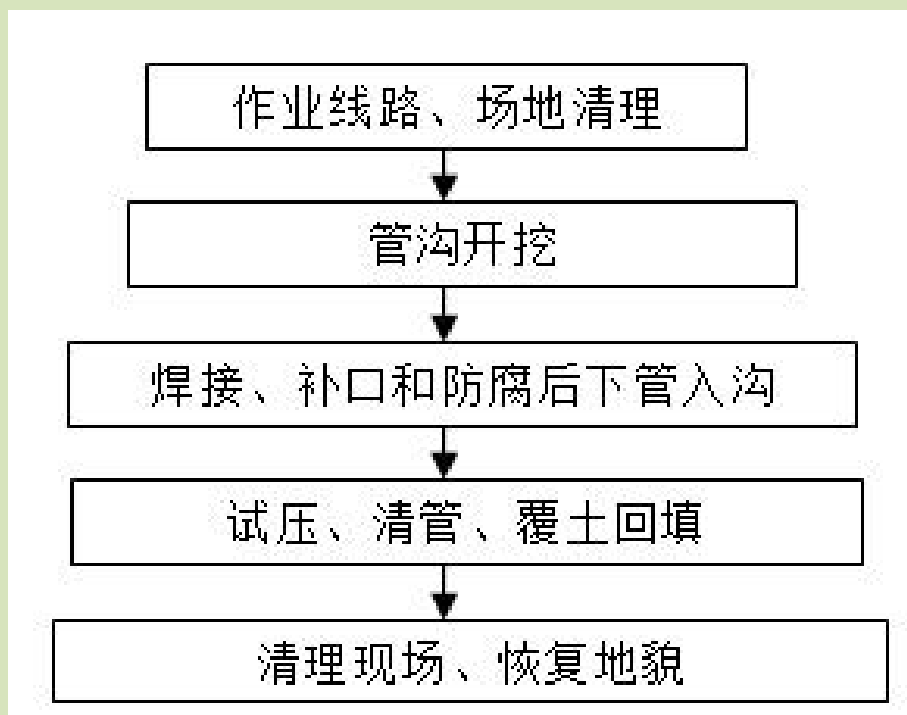 作业线路、场地清理
管沟开挖
焊接、补口和防腐后下管入沟
试压、清管、覆土回填
清理现场、恢复地貌